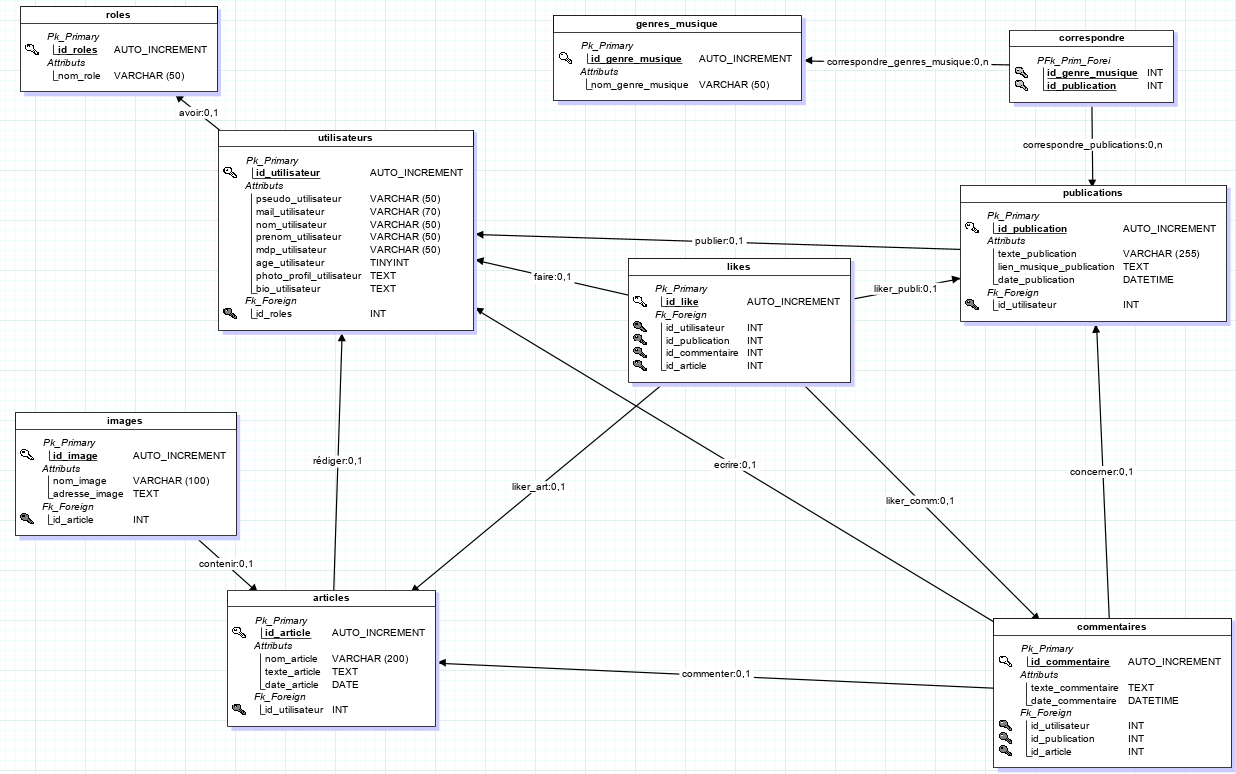 roles
Pk_Primary
id_roles AUTO_INCREMENT
Attributs
nom_role VARCHAR (50)
genres_musique
Pk_Primary
id_genre_musique AUTO_INCREMENT
Attributs
nom_genre_musique VARCHAR (50)
correspondre_genres_musique:0,n
correspondre
PFk_Prim_Forei
id_genre_musique INT
id_publication INT
avoir:0,1
correspondre_publications:0,n
utilisateurs
Pk_Primary
id_utilisateur AUTO_INCREMENT
Attributs
pseudo_utilisateur VARCHAR (50)
mail_utilisateur VARCHAR (70)
nom_utilisateur VARCHAR (50)
prenom_utilisateur VARCHAR (50)
mdp_utilisateur VARCHAR (50)
age_utilisateur TINYINT
photo_profil_utilisateur TEXT
bio_utilisateur TEXT
Fk_Foreign
id_roles INT
publications
Pk_Primary
id_publication AUTO_INCREMENT
Attributs
texte_publication VARCHAR (255)
lien_musique_publication TEXT
date_publication DATETIME
Fk_Foreign
id_utilisateur INT
publier:0,1
faire:0,1
likes
Pk_Primary
id_like AUTO_INCREMENT
Fk_Foreign
id_utilisateur INT
id_publication INT
id_commentaire INT
id_article INT
liker_publi:0,1
images
Pk_Primary
id_image AUTO_INCREMENT
Attributs
nom_image VARCHAR (100)
adresse_image TEXT
Fk_Foreign
id_article INT
rédiger:0,1
ecrire:0,1
concerner:0,1
liker_art:0,1
liker_comm:0,1
contenir:0,1
articles
Pk_Primary
id_article AUTO_INCREMENT
Attributs
nom_article VARCHAR (200)
texte_article TEXT
date_article DATE
Fk_Foreign
id_utilisateur INT
commenter:0,1
commentaires
Pk_Primary
id_commentaire AUTO_INCREMENT
Attributs
texte_commentaire TEXT
date_commentaire DATETIME
Fk_Foreign
id_utilisateur INT
id_publication INT
id_article INT